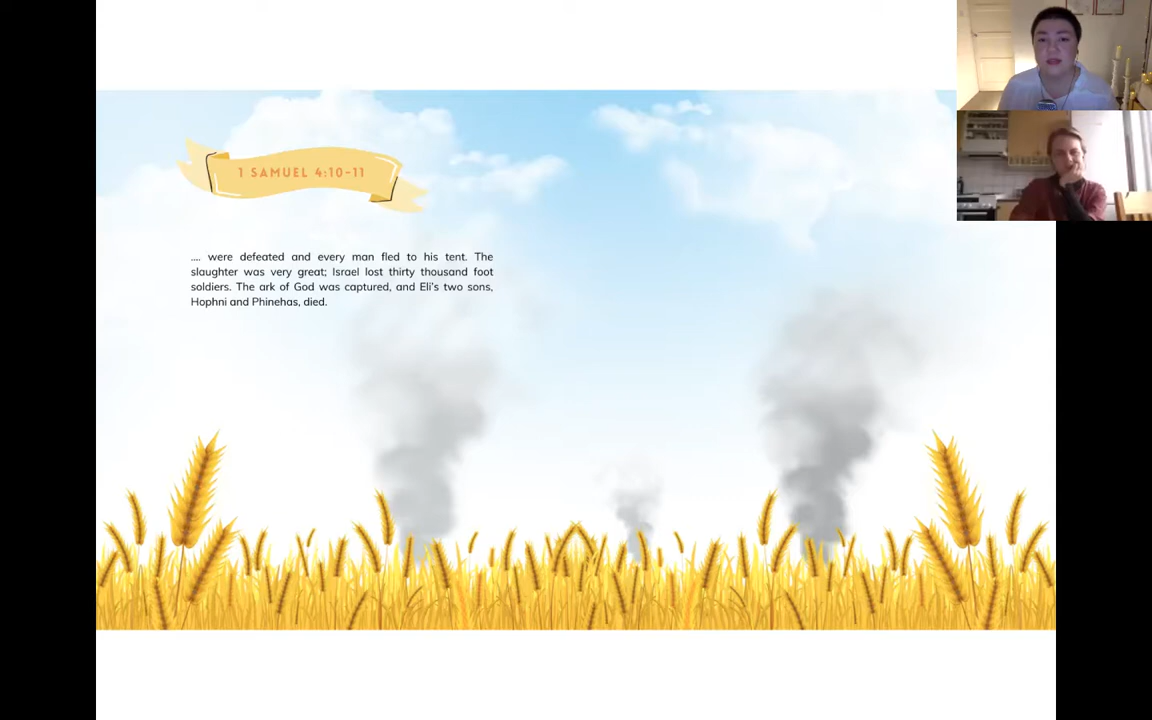 1 SAMUEL 4:10-11
.... were defeated and every man fled to his tent. The
slaughter was very great; Israel lost thirty thousand foot
soldiers. The ark of God was captured, and Eli's two sons,
Hophni and Phinehas, died.